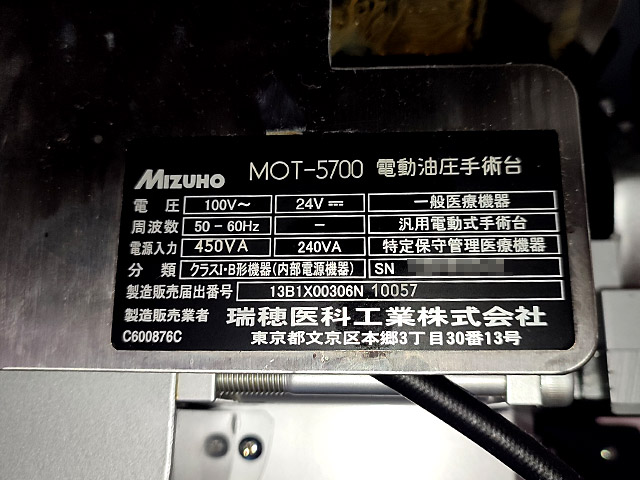 MIZUHO MOT-5700 電動油圧手術台
電圧 100V～ 24V⎓ 一般医療機器
周波数 50-60Hz － 汎用電動式手術台
電源入力 450VA 240VA 特定保守管理医療機器
分類 クラスI・B形機器(内部電源機器) SN
製造販売届出番号 13B1X00306N 10057
製造販売業者 瑞穂医科工業株式会社
C600876C 東京都文京区本郷3丁目30番13号